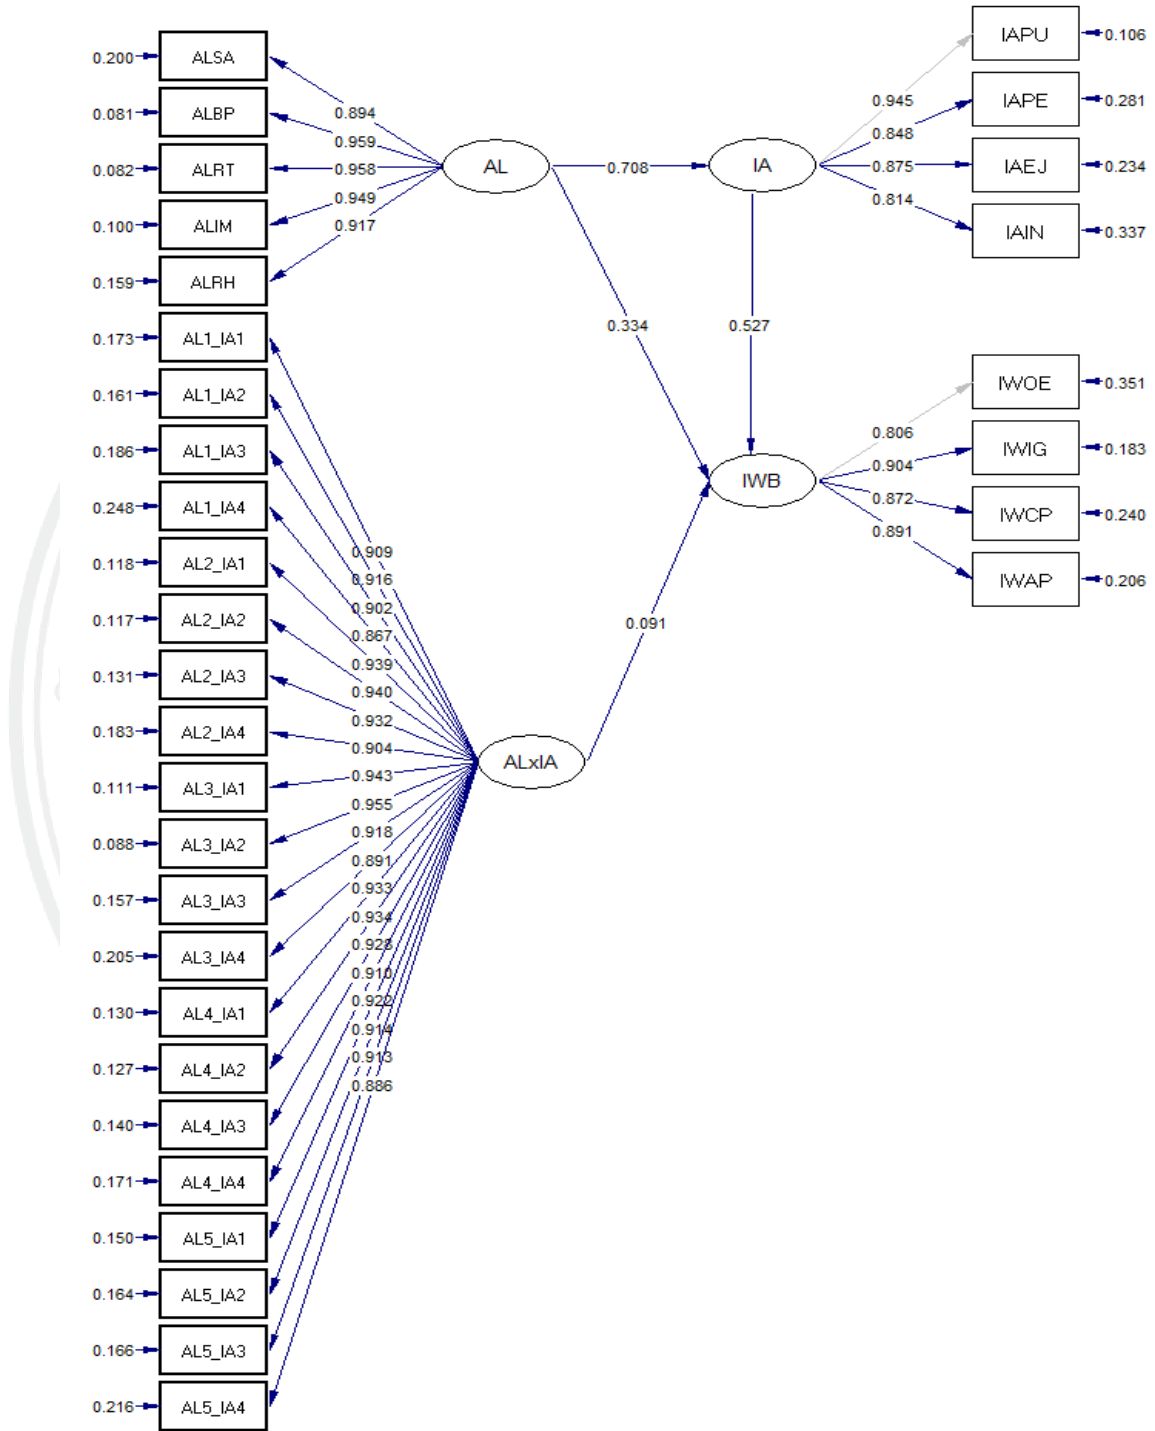 IAPU 0.106
0.200 ALSA
0.945 IAPE 0.281
0.081 ALBP 0.894
0.848
0.959 IAEJ 0.234
0.082 ALRT 0.958 AL 0.708 IA 0.875
0.949 0.814
0.100 ALIM 0.917 IAIN 0.337
0.159 ALRH
0.173 AL1_IA1 0.334 0.527
0.161 AL1_IA2 IWOE 0.351
0.806
0.186 AL1_IA3 IWIG 0.183
0.904
IWB 0.872
0.248 AL1_IA4 IWCP 0.240
0.891
0.118 AL2_IA1 0.909
0.916 IWAP 0.206
0.117 AL2_IA2 0.902
0.867 0.091
0.131 AL2_IA3 0.939
0.940
0.183 AL2_IA4 0.932
0.904 ALxIA
0.111 AL3_IA1 0.943
0.955
0.088 AL3_IA2 0.918
0.891
0.157 AL3_IA3 0.933
0.934
0.205 AL3_IA4 0.928
0.910
0.130 AL4_IA1 0.922
0.914
0.127 AL4_IA2 0.913
0.886
0.140 AL4_IA3
0.171 AL4_IA4
0.150 AL5_IA1
0.164 AL5_IA2
0.166 AL5_IA3
0.216 AL5_IA4